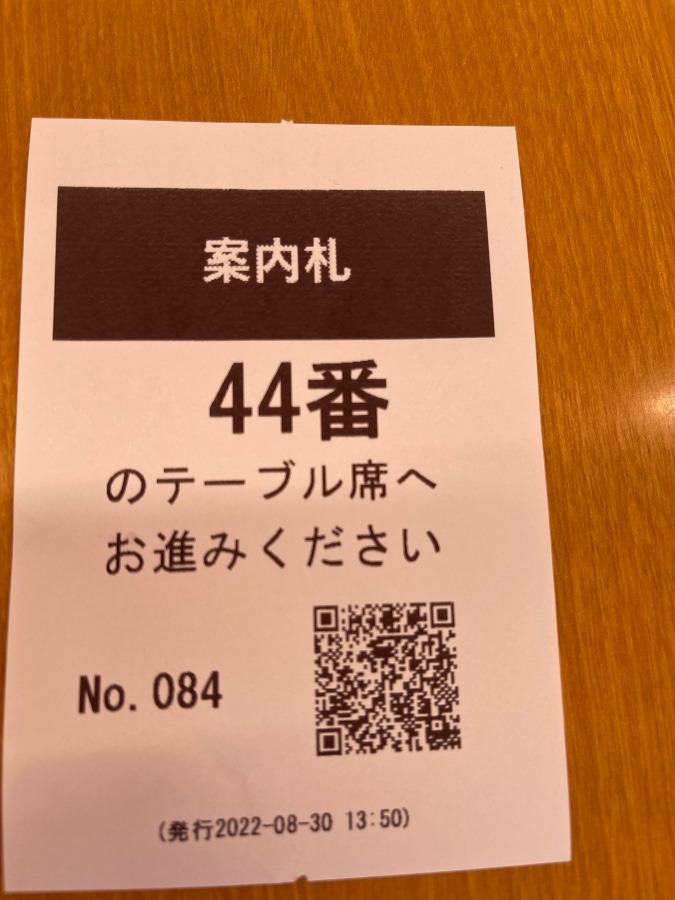 案内札
44番
のテーブル席へ
お進みください
No. 084
(発行2022-08-30 13:50)